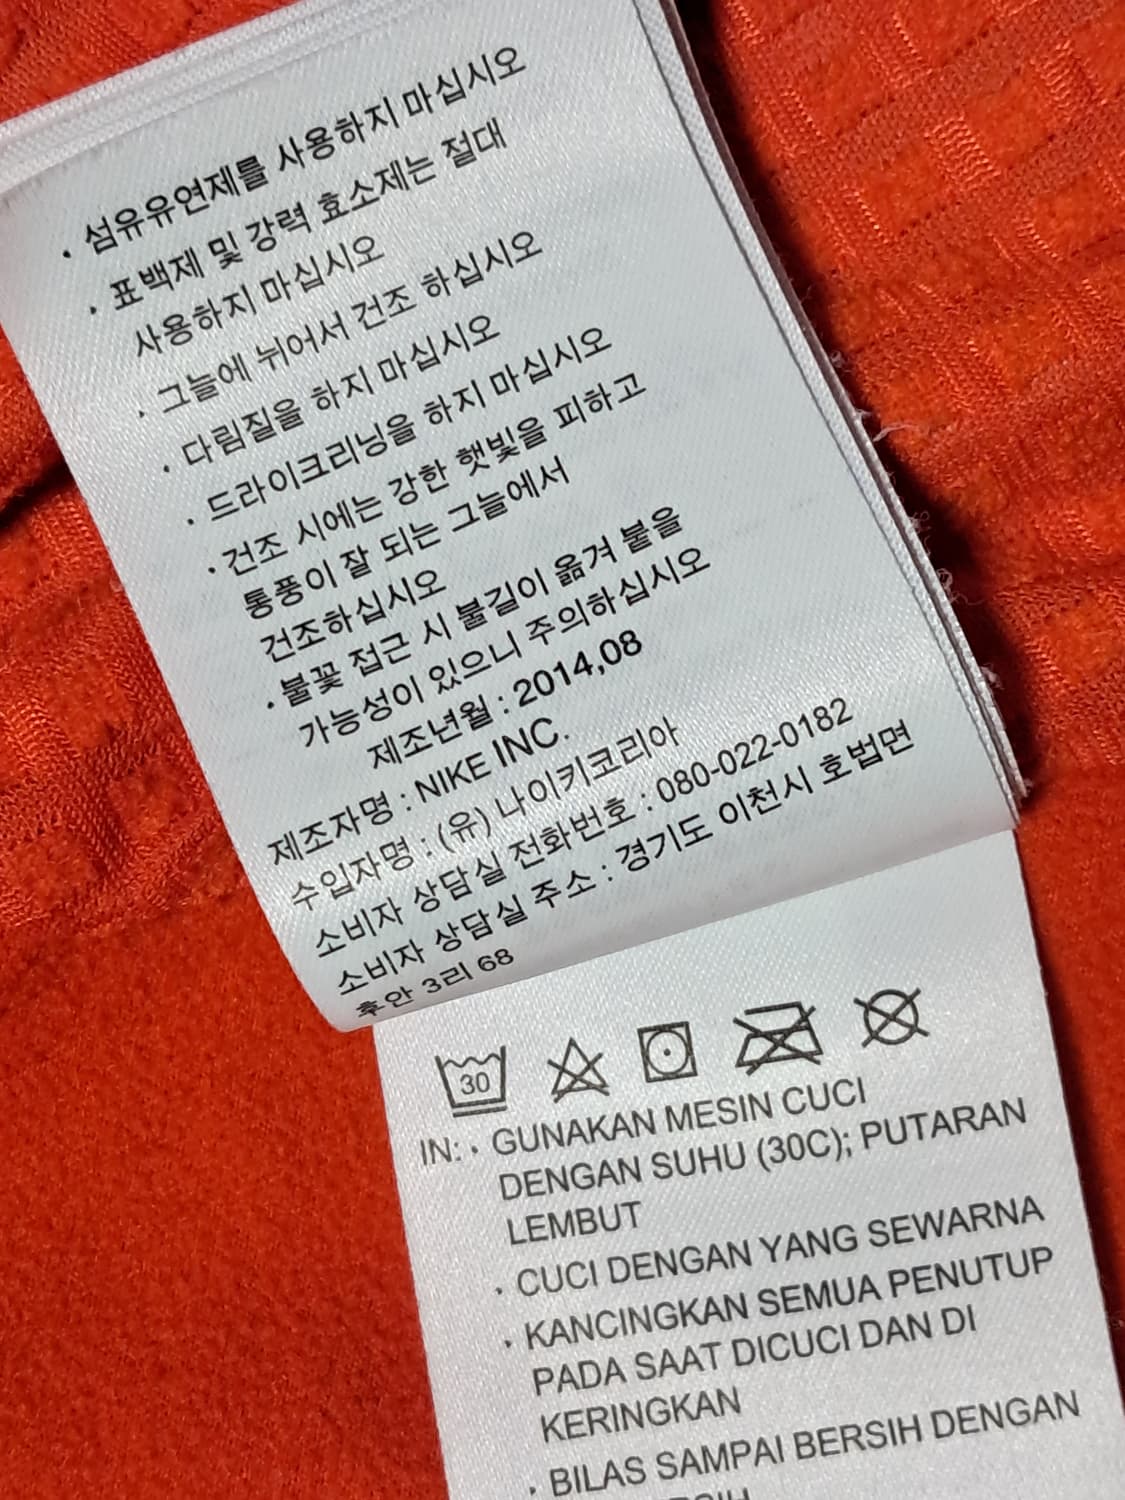 · 섬유유연제를 사용하지 마십시오
· 표백제 및 강력 효소제는 절대
사용하지 마십시오
· 그늘에 뉘어서 건조 하십시오
· 다림질을 하지 마십시오
· 드라이크리닝을 하지 마십시오
· 건조 시에는 강한 햇빛을 피하고
통풍이 잘 되는 그늘에서
건조하십시오
· 불꽃 접근 시 불길이 옮겨 붙을
가능성이 있으니 주의하십시오
제조년월 : 2014,08
제조자명 : NIKE INC.
수입자명 : (유) 나이키코리아
소비자 상담실 전화번호 : 080-022-0182
소비자 상담실 주소 : 경기도 이천시 호법면
후안 3리 68
30
IN: · GUNAKAN MESIN CUCI
DENGAN SUHU (30C); PUTARAN
LEMBUT
· CUCI DENGAN YANG SEWARNA
· KANCINGKAN SEMUA PENUTUP
PADA SAAT DICUCI DAN DI
KERINGKAN
· BILAS SAMPAI BERSIH DENGAN